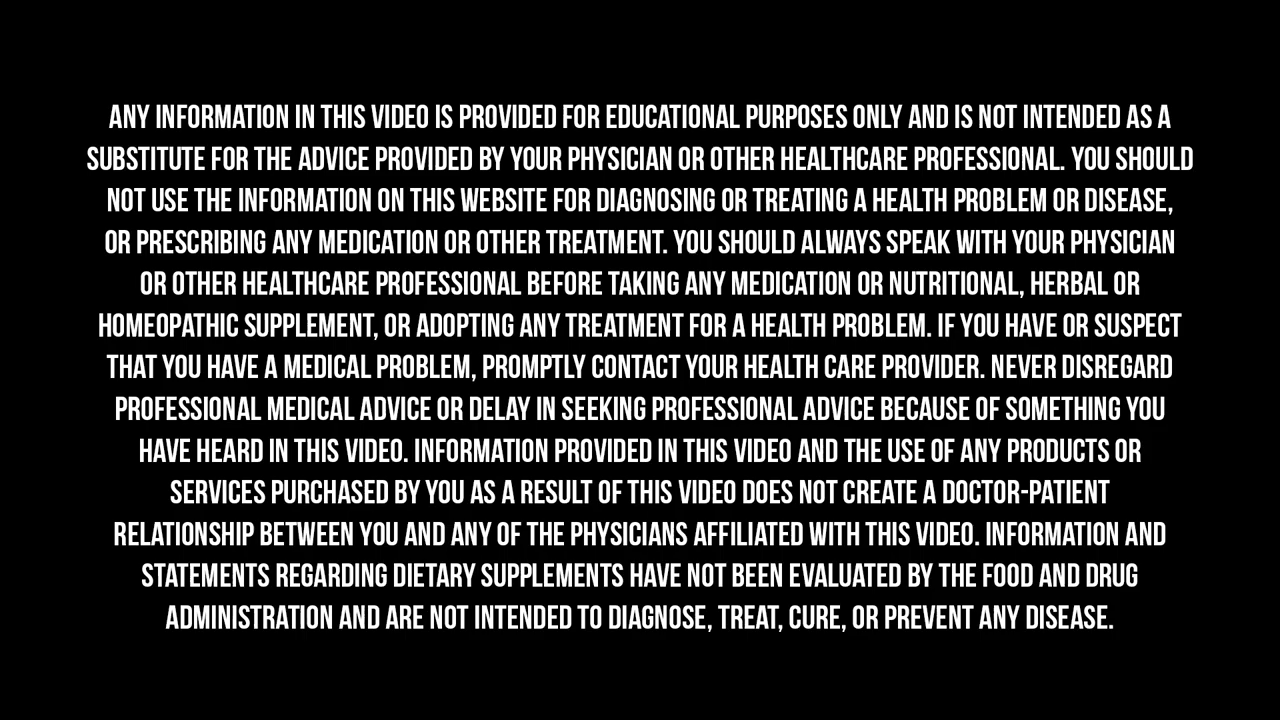 ANY INFORMATION IN THIS VIDEO IS PROVIDED FOR EDUCATIONAL PURPOSES ONLY AND IS NOT INTENDED AS A
SUBSTITUTE FOR THE ADVICE PROVIDED BY YOUR PHYSICIAN OR OTHER HEALTHCARE PROFESSIONAL. YOU SHOULD
NOT USE THE INFORMATION ON THIS WEBSITE FOR DIAGNOSING OR TREATING A HEALTH PROBLEM OR DISEASE,
OR PRESCRIBING ANY MEDICATION OR OTHER TREATMENT. YOU SHOULD ALWAYS SPEAK WITH YOUR PHYSICIAN
OR OTHER HEALTHCARE PROFESSIONAL BEFORE TAKING ANY MEDICATION OR NUTRITIONAL, HERBAL OR
HOMEOPATHIC SUPPLEMENT, OR ADOPTING ANY TREATMENT FOR A HEALTH PROBLEM. IF YOU HAVE OR SUSPECT
THAT YOU HAVE A MEDICAL PROBLEM, PROMPTLY CONTACT YOUR HEALTH CARE PROVIDER. NEVER DISREGARD
PROFESSIONAL MEDICAL ADVICE OR DELAY IN SEEKING PROFESSIONAL ADVICE BECAUSE OF SOMETHING YOU
HAVE HEARD IN THIS VIDEO. INFORMATION PROVIDED IN THIS VIDEO AND THE USE OF ANY PRODUCTS OR
SERVICES PURCHASED BY YOU AS A RESULT OF THIS VIDEO DOES NOT CREATE A DOCTOR-PATIENT
RELATIONSHIP BETWEEN YOU AND ANY OF THE PHYSICIANS AFFILIATED WITH THIS VIDEO. INFORMATION AND
STATEMENTS REGARDING DIETARY SUPPLEMENTS HAVE NOT BEEN EVALUATED BY THE FOOD AND DRUG
ADMINISTRATION AND ARE NOT INTENDED TO DIAGNOSE, TREAT, CURE, OR PREVENT ANY DISEASE.